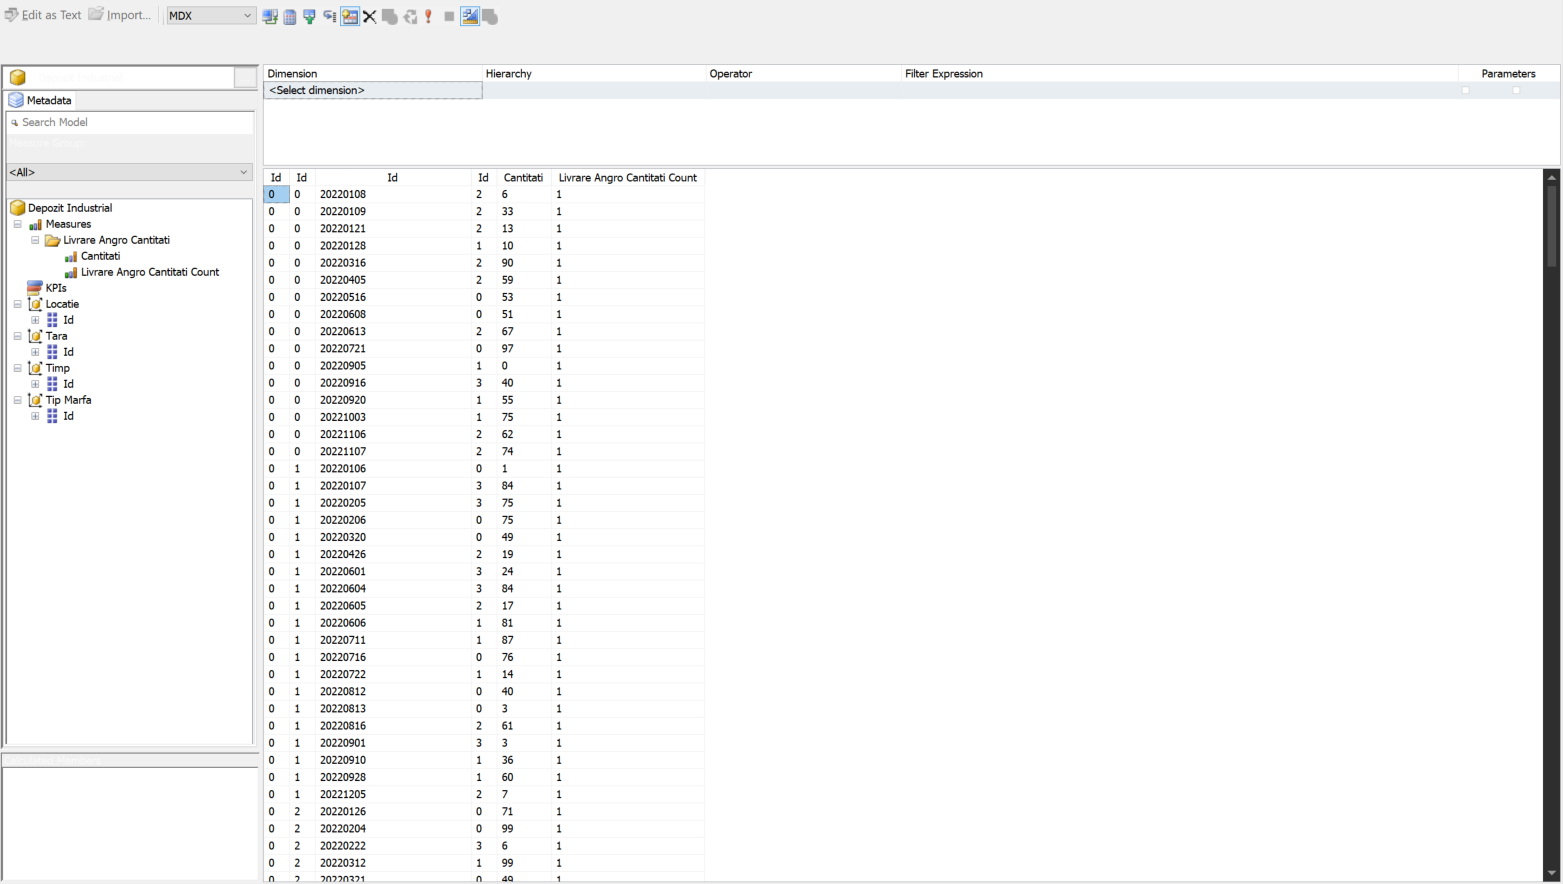 Edit as Text Import... MDX
Dimension Hierarchy Operator Filter Expression Parameters
<Select dimension>
Metadata
Search Model
Measure Group:
<All>
Depozit Industrial
Measures
Livrare Angro Cantitati
Cantitati
Livrare Angro Cantitati Count
KPIs
Locatie
Id
Tara
Id
Timp
Id
Tip Marfa
Id
Calculated Members
Id Id Id Id Cantitati Livrare Angro Cantitati Count
0 0 20220108 2 6 1
0 0 20220109 2 33 1
0 0 20220121 2 13 1
0 0 20220128 1 10 1
0 0 20220316 2 90 1
0 0 20220405 2 59 1
0 0 20220516 0 53 1
0 0 20220608 0 51 1
0 0 20220613 2 67 1
0 0 20220721 0 97 1
0 0 20220905 1 0 1
0 0 20220916 3 40 1
0 0 20220920 1 55 1
0 0 20221003 1 75 1
0 0 20221106 2 62 1
0 0 20221107 2 74 1
0 1 20220106 0 1 1
0 1 20220107 3 84 1
0 1 20220205 3 75 1
0 1 20220206 0 75 1
0 1 20220320 0 49 1
0 1 20220426 2 19 1
0 1 20220601 3 24 1
0 1 20220604 3 84 1
0 1 20220605 2 17 1
0 1 20220606 1 81 1
0 1 20220711 1 87 1
0 1 20220716 0 76 1
0 1 20220722 1 14 1
0 1 20220812 0 40 1
0 1 20220813 0 3 1
0 1 20220816 2 61 1
0 1 20220901 3 3 1
0 1 20220910 1 36 1
0 1 20220928 1 60 1
0 1 20221205 2 7 1
0 2 20220126 0 71 1
0 2 20220204 0 99 1
0 2 20220222 3 6 1
0 2 20220312 1 99 1
0 2 20220321 0 49 1